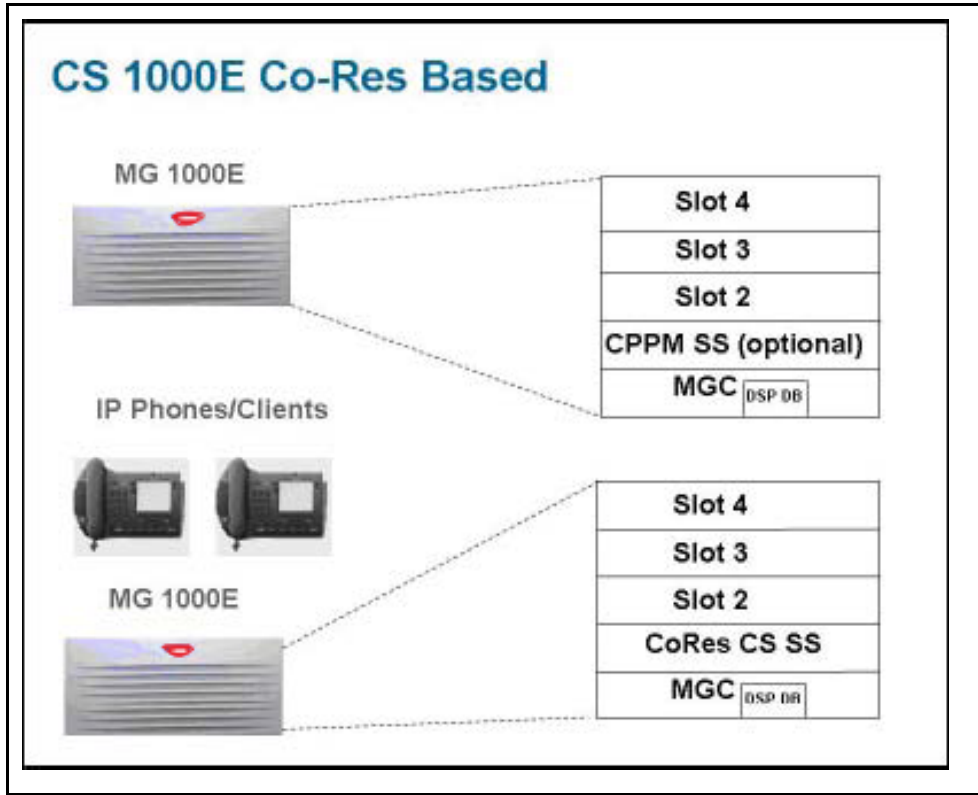 CS 1000E Co-Res Based
MG 1000E
Slot 4
Slot 3
Slot 2
CPPM SS (optional)
MGC DSP DB
IP Phones/Clients
MG 1000E
Slot 4
Slot 3
Slot 2
CoRes CS SS
MGC DSP DB